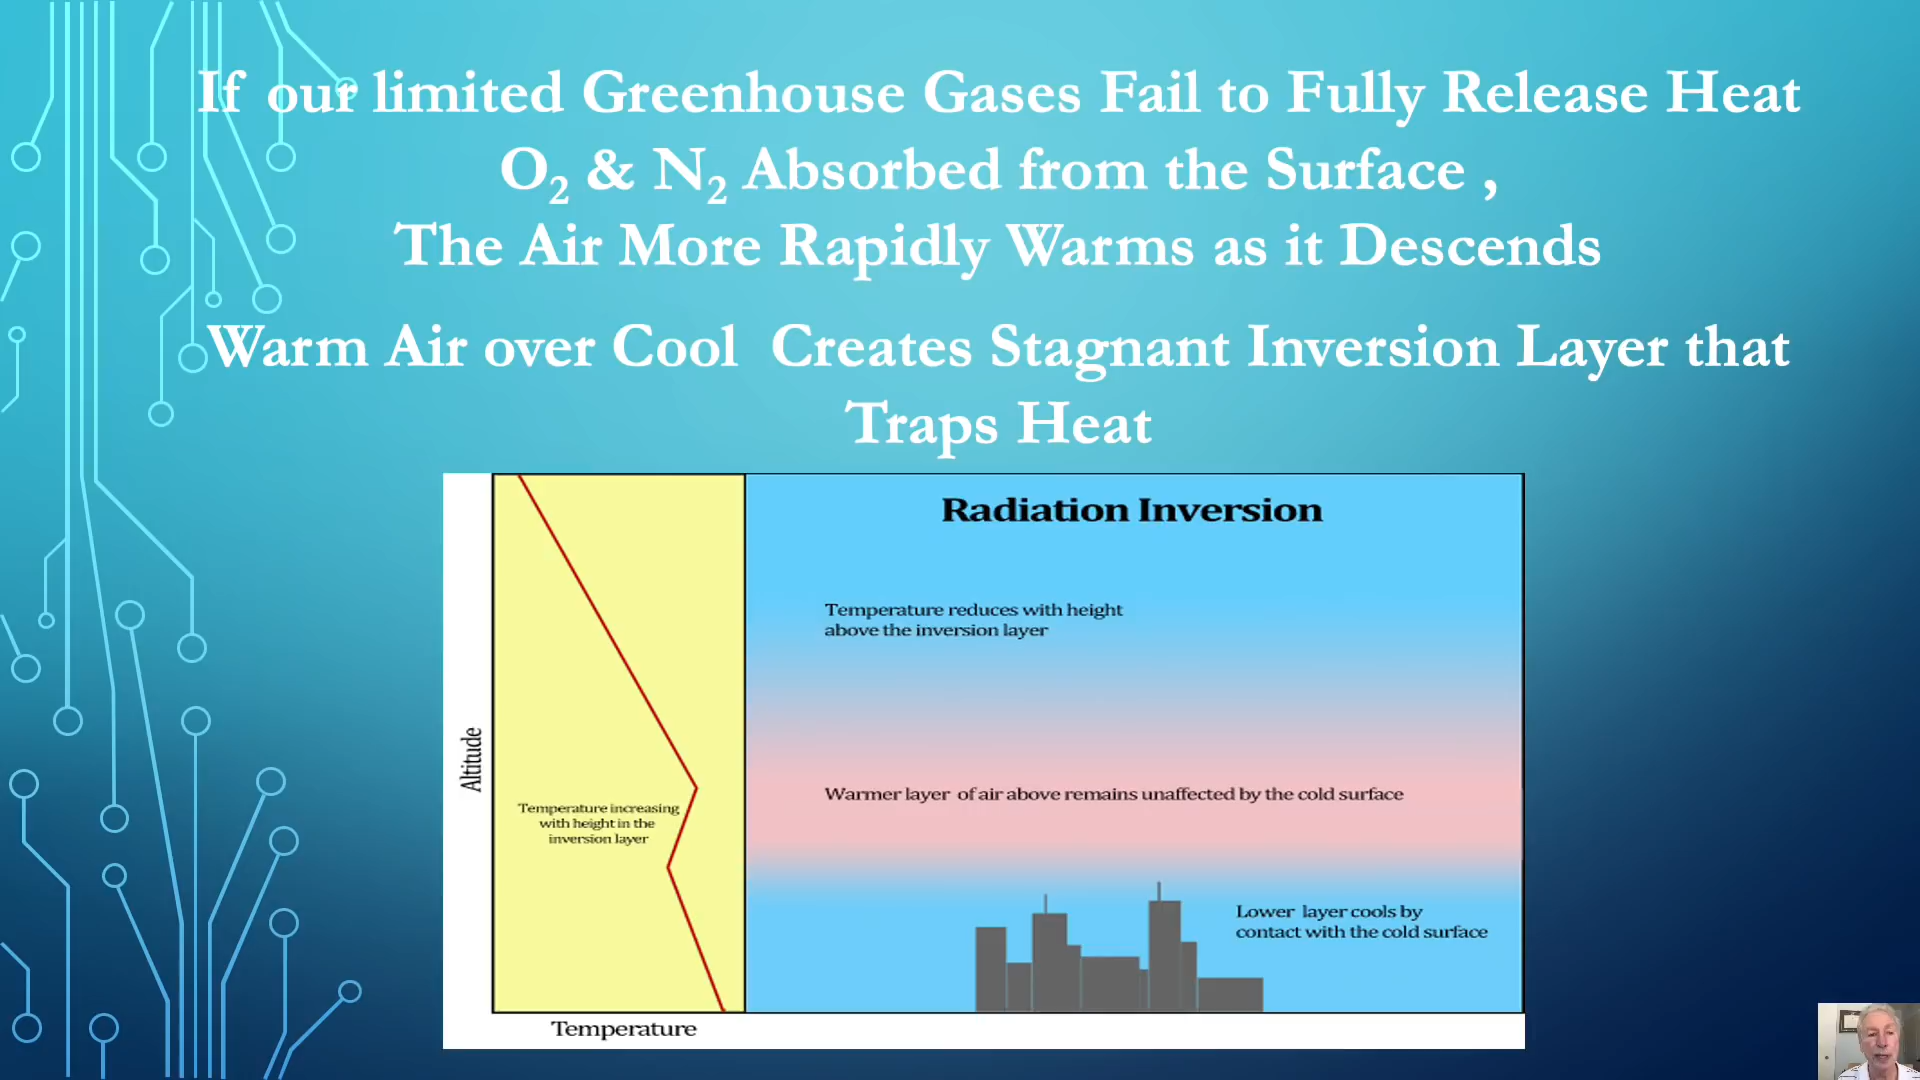 If our limited Greenhouse Gases Fail to Fully Release Heat
O₂ & N₂ Absorbed from the Surface ,
The Air More Rapidly Warms as it Descends
Warm Air over Cool Creates Stagnant Inversion Layer that
Traps Heat
Radiation Inversion
Temperature reduces with height
above the inversion layer
Altitude
Temperature increasing
with height in the
inversion layer
Warmer layer of air above remains unaffected by the cold surface
Lower layer cools by
contact with the cold surface
Temperature